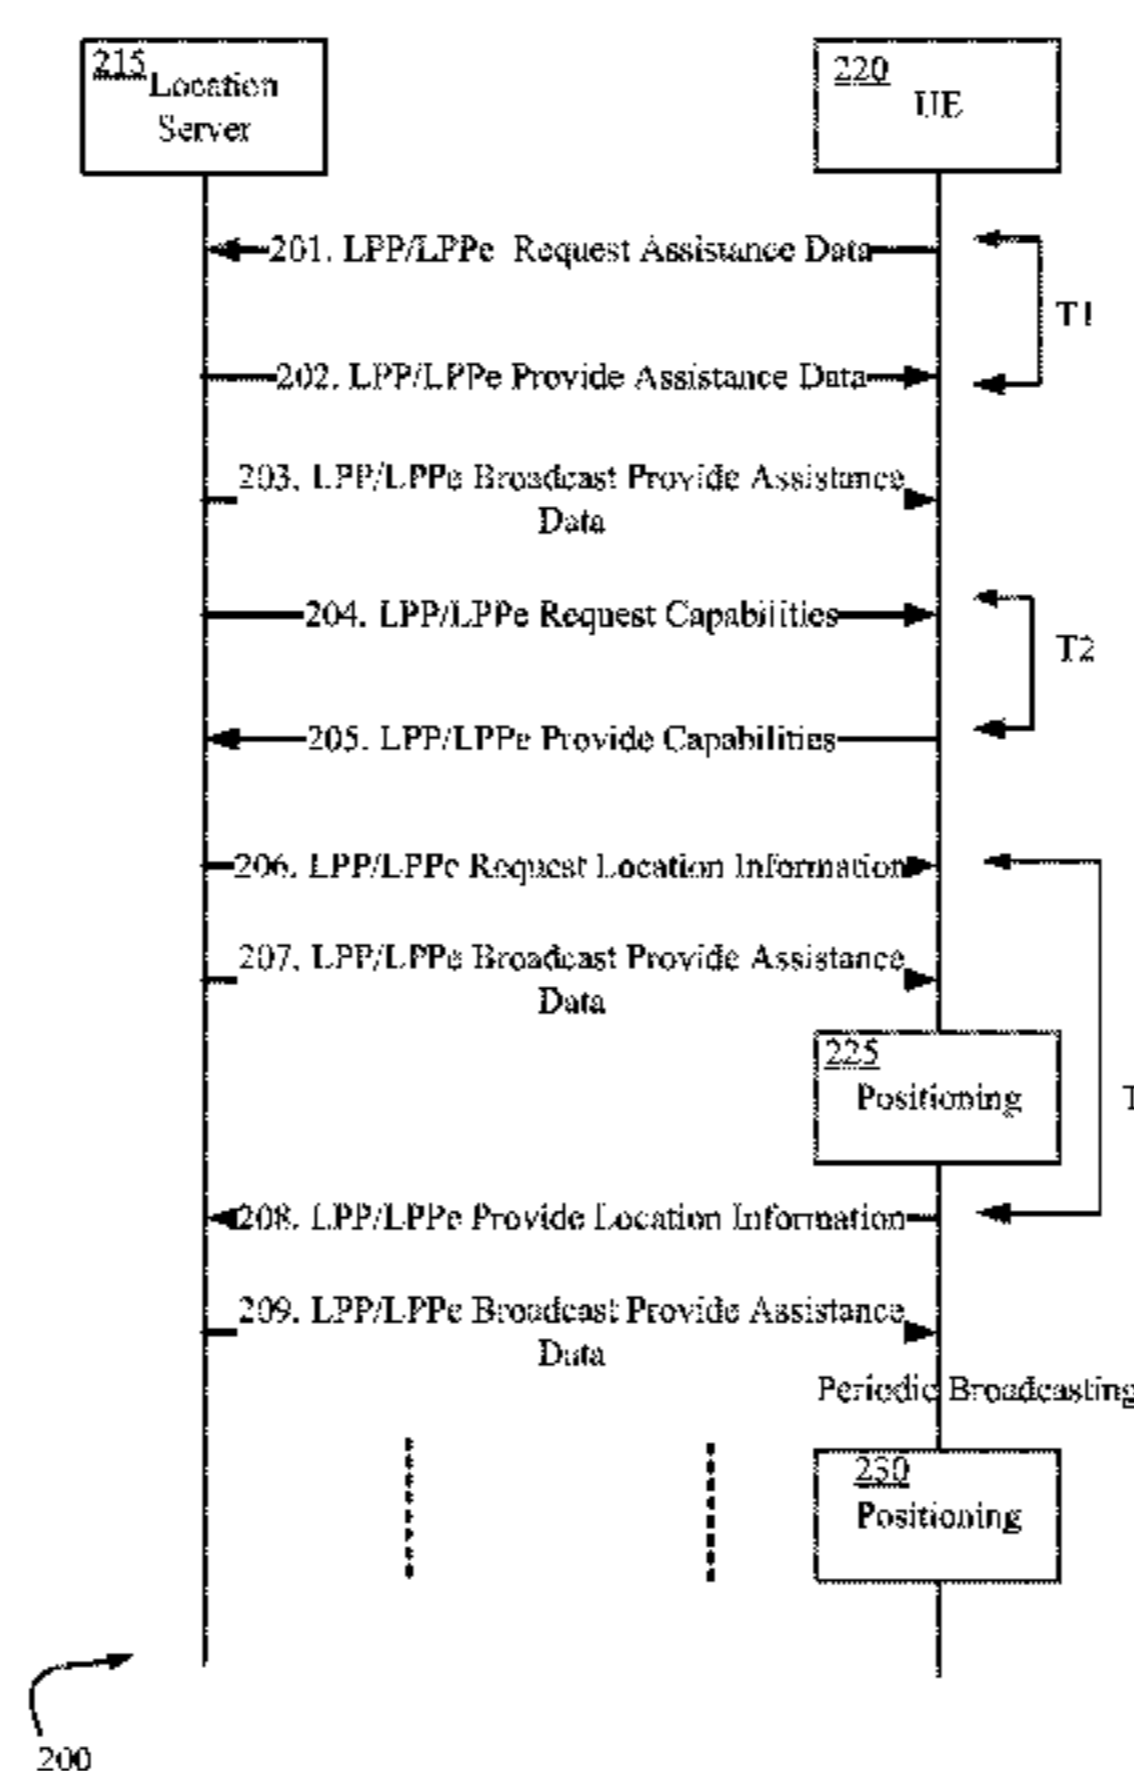 215
Location
Server
220
UE
201. LPP/LPPe Request Assistance Data
T1
202. LPP/LPPe Provide Assistance Data
203. LPP/LPPe Broadcast Provide Assistance
Data
204. LPP/LPPe Request Capabilities
T2
205. LPP/LPPe Provide Capabilities
206. LPP/LPPe Request Location Information
207. LPP/LPPe Broadcast Provide Assistance
Data
225
Positioning
T
208. LPP/LPPe Provide Location Information
209. LPP/LPPe Broadcast Provide Assistance
Data
Periodic Broadcasting
230
Positioning
200